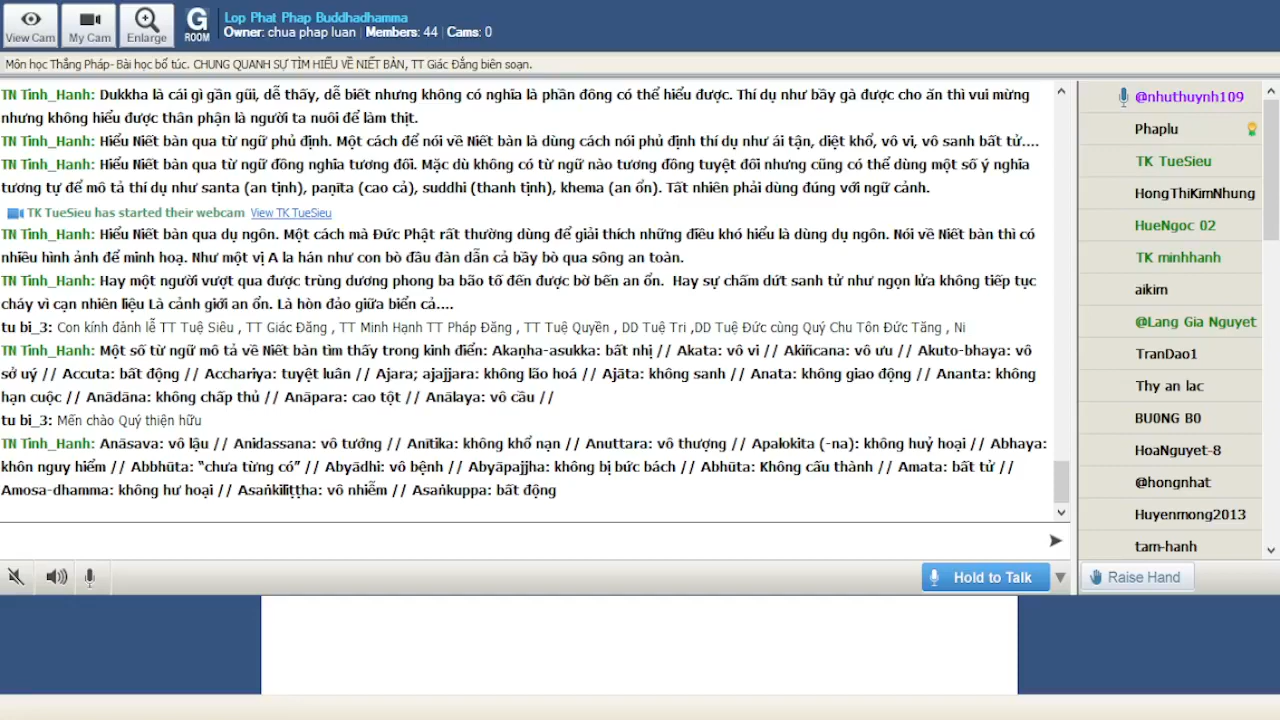 View Cam
My Cam
Enlarge
G
ROOM
Lop Phat Phap Buddhadhamma
Owner: chua phap luan | Members: 44 | Cams: 0
Môn học Thắng Pháp- Bài học bổ túc. CHUNG QUANH SỰ TÌM HIỂU VỀ NIẾT BÀN, TT Giác Đẳng biên soạn.
TN Tinh_Hanh: Dukkha là cái gì gần gũi, dễ thấy, dễ biết nhưng không có nghĩa là phần đông có thể hiểu được. Thí dụ như bầy gà được cho ăn thì vui mừng
nhưng không hiểu được thân phận là người ta nuôi để làm thịt.
TN Tinh_Hanh: Hiểu Niết bàn qua từ ngữ phủ định. Một cách để nói về Niết bàn là dùng cách nói phủ định thí dụ như ái tận, diệt khổ, vô vi, vô sanh bất tử....
TN Tinh_Hanh: Hiểu Niết bàn qua từ ngữ đồng nghĩa tương đối. Mặc dù không có từ ngữ nào tương đồng tuyệt đối nhưng cũng có thể dùng một số ý nghĩa
tương tự để mô tả thí dụ như santa (an tịnh), paṇīta (cao cả), suddhi (thanh tịnh), khema (an ổn). Tất nhiên phải dùng đúng với ngữ cảnh.
TK TueSieu has started their webcam View TK TueSieu
TN Tinh_Hanh: Hiểu Niết bàn qua dụ ngôn. Một cách mà Đức Phật rất thường dùng để giải thích những điều khó hiểu là dùng dụ ngôn. Nói về Niết bàn thì có
nhiều hình ảnh để minh hoạ. Như một vị A la hán như con bò đầu đàn dẫn cả bầy bò qua sông an toàn.
TN Tinh_Hanh: Hay một người vượt qua được trùng dương phong ba bão tố đến được bờ bến an ổn. Hay sự chấm dứt sanh tử như ngọn lửa không tiếp tục
cháy vì cạn nhiên liệu Là cảnh giới an ổn. Là hòn đảo giữa biển cả....
tu bi_3: Con kính đảnh lễ TT Tuệ Siêu , TT Giác Đăng , TT Minh Hạnh TT Pháp Đăng , TT Tuệ Quyền , DD Tuệ Tri ,DD Tuệ Đức cùng Quý Chu Tôn Đức Tăng , Ni
TN Tinh_Hanh: Một số từ ngữ mô tả về Niết bàn tìm thấy trong kinh điển: Akaṇha-asukka: bất nhị // Akata: vô vi // Akiñcana: vô ưu // Akuto-bhaya: vô
sở uý // Accuta: bất động // Acchariya: tuyệt luân // Ajara; ajajjara: không lão hoá // Ajāta: không sanh // Anata: không giao động // Ananta: không
hạn cuộc // Anādāna: không chấp thủ // Anāpara: cao tột // Anālaya: vô cầu //
tu bi_3: Mến chào Quý thiện hữu
TN Tinh_Hanh: Anāsava: vô lậu // Anidassana: vô tướng // Anītika: không khổ nạn // Anuttara: vô thượng // Apalokita (-na): không huỷ hoại // Abhaya:
khôn nguy hiểm // Abbhūta: “chưa từng có” // Abyādhi: vô bệnh // Abyāpajjha: không bị bức bách // Abhūta: Không cấu thành // Amata: bất tử //
Amosa-dhamma: không hư hoại // Asaṅkiliṭṭha: vô nhiễm // Asaṅkuppa: bất động
Hold to Talk
@nhuthuynh109
Phaplu
TK TueSieu
HongThiKimNhung
HueNgoc 02
TK minhhanh
aikim
@Lang Gia Nguyet
TranDao1
Thy an lac
BU0NG B0
HoaNguyet-8
@hongnhat
Huyenmong2013
tam-hanh
Raise Hand